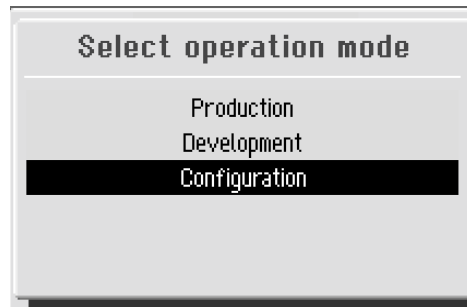 Select operation mode
Production
Development
Configuration